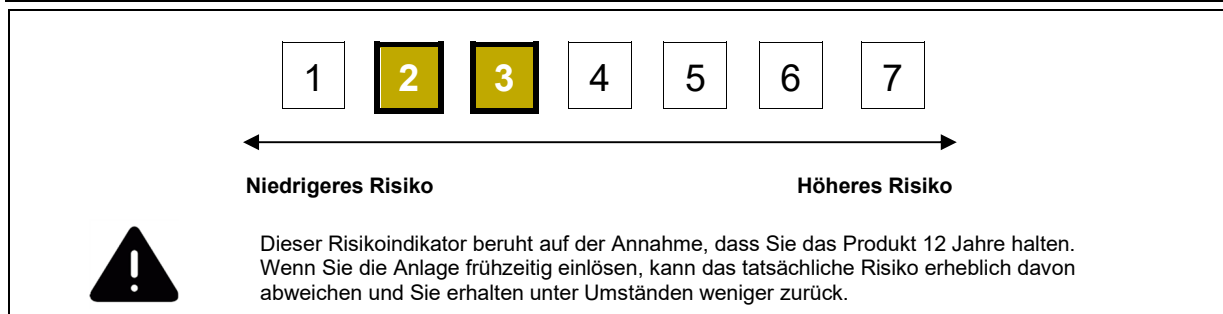 1 2 3 4 5 6 7
Niedrigeres Risiko Höheres Risiko
Dieser Risikoindikator beruht auf der Annahme, dass Sie das Produkt 12 Jahre halten.
Wenn Sie die Anlage frühzeitig einlösen, kann das tatsächliche Risiko erheblich davon
abweichen und Sie erhalten unter Umständen weniger zurück.